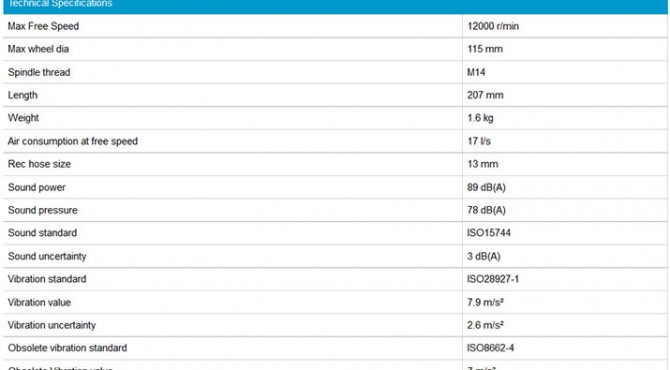 Technical Specifications
Max Free Speed 12000 r/min
Max wheel dia 115 mm
Spindle thread M14
Length 207 mm
Weight 1.6 kg
Air consumption at free speed 17 l/s
Rec hose size 13 mm
Sound power 89 dB(A)
Sound pressure 78 dB(A)
Sound standard ISO15744
Sound uncertainty 3 dB(A)
Vibration standard ISO28927-1
Vibration value 7.9 m/s²
Vibration uncertainty 2.6 m/s²
Obsolete vibration standard ISO8662-4
Obsolete Vibration value 7 m/s²